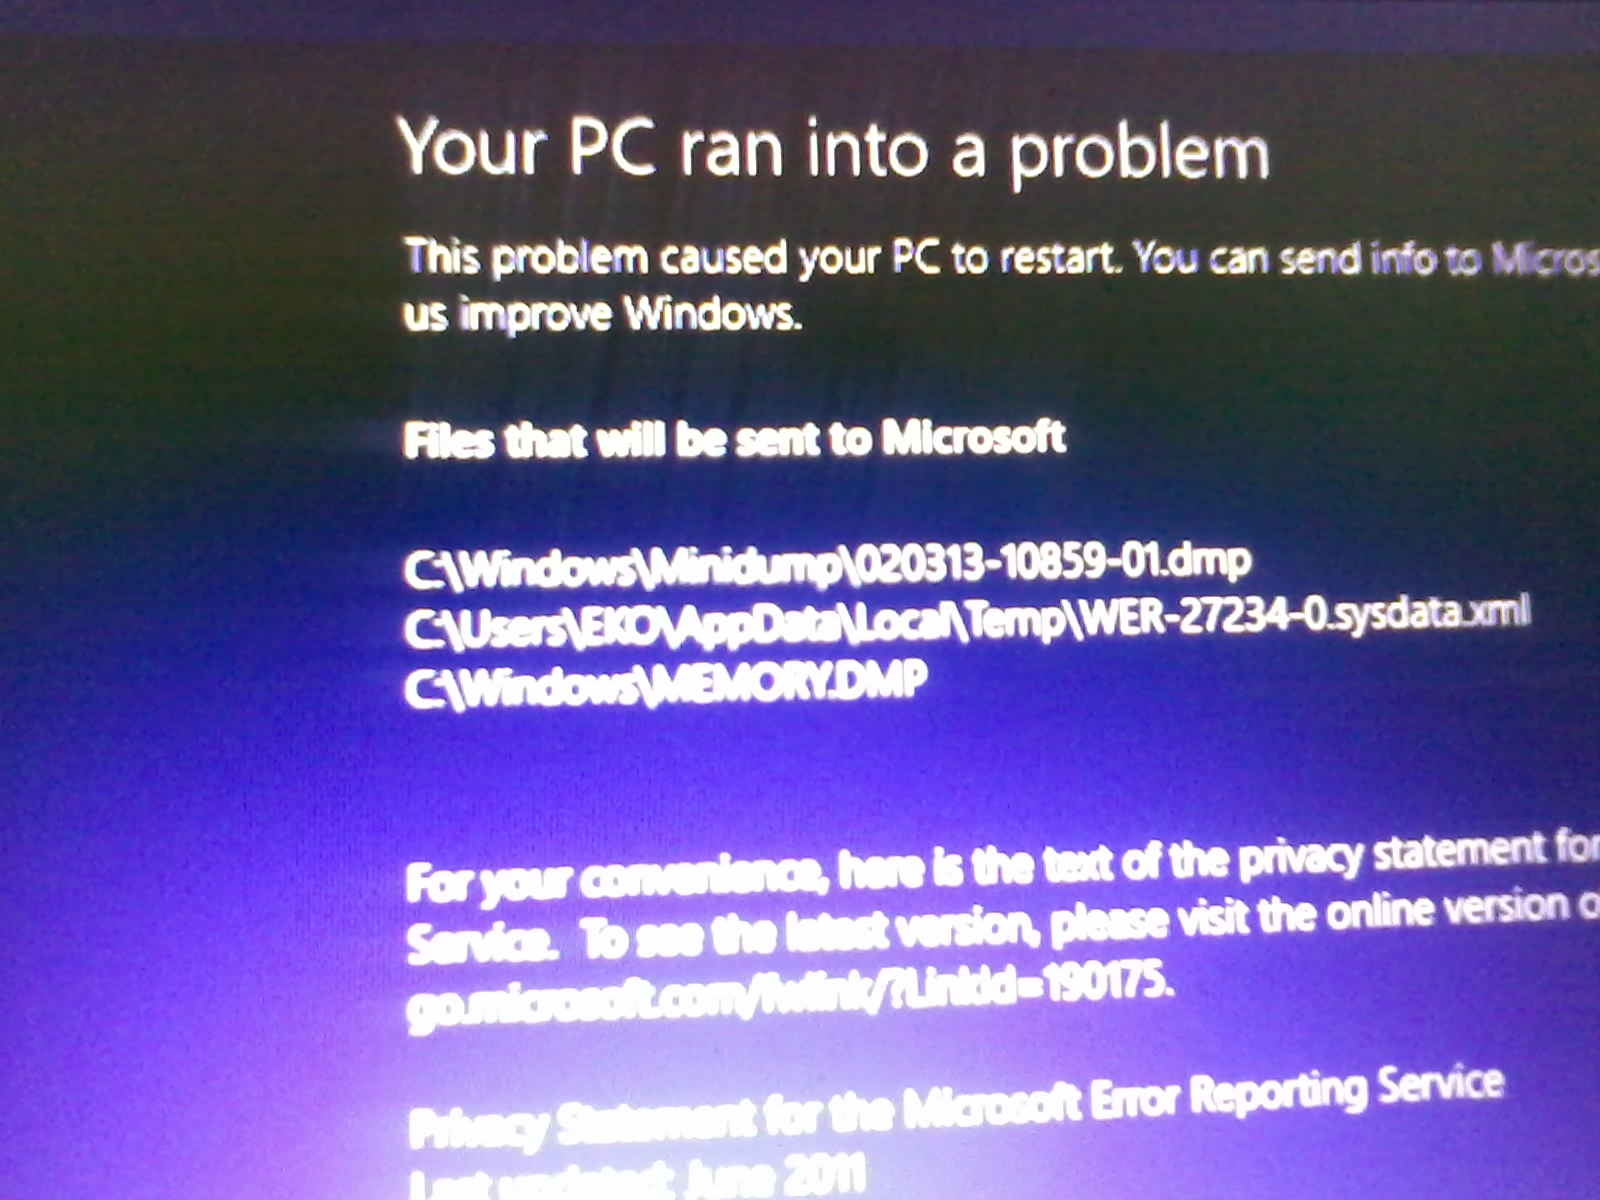 Your PC ran into a problem
This problem caused your PC to restart. You can send info to Micros
us improve Windows.
Files that will be sent to Microsoft
C:\Windows\Minidump\020313-10859-01.dmp
C:\Users\EKO\AppData\Local\Temp\WER-27234-0.sysdata.xml
C:\Windows\MEMORY.DMP
For your convenience, here is the text of the privacy statement for
Service.  To see the latest version, please visit the online version o
go.microsoft.com/fwlink/?LinkId=190175.
Privacy Statement for the Microsoft Error Reporting Service
Last updated: June 2011